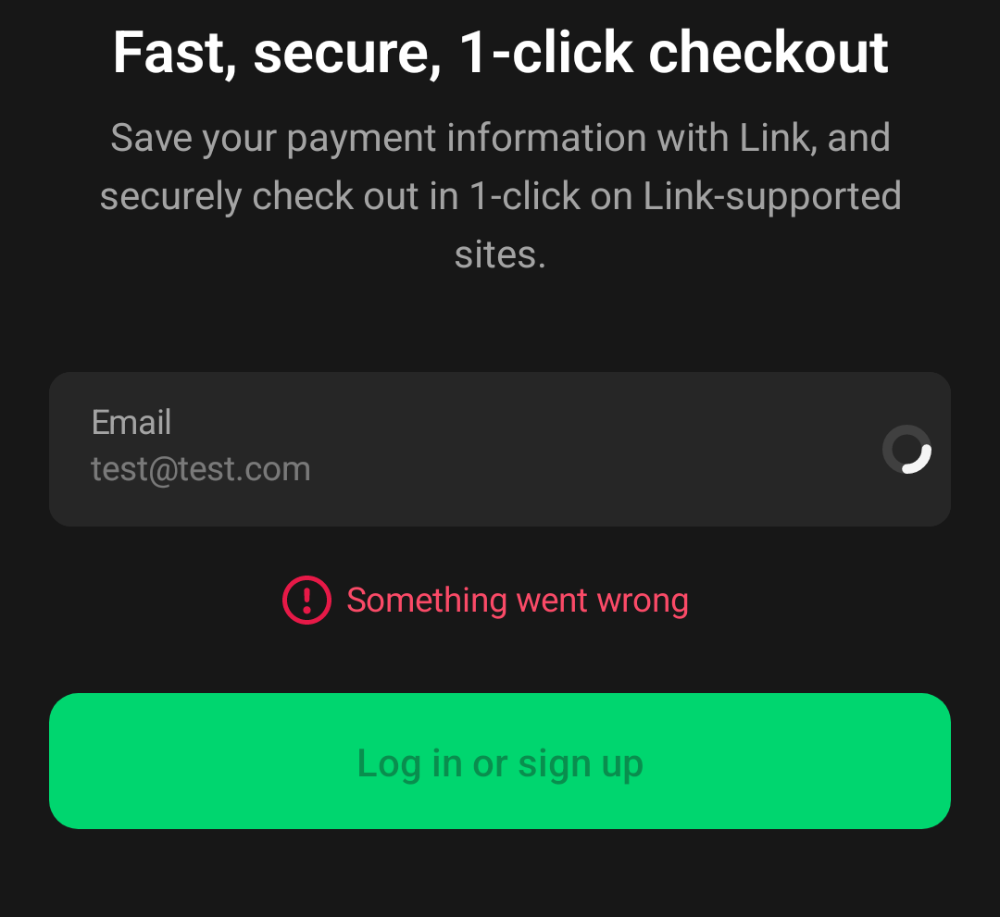 Fast, secure, 1-click checkout
Save your payment information with Link, and
securely check out in 1-click on Link-supported
sites.
Email
test@test.com
Something went wrong
Log in or sign up